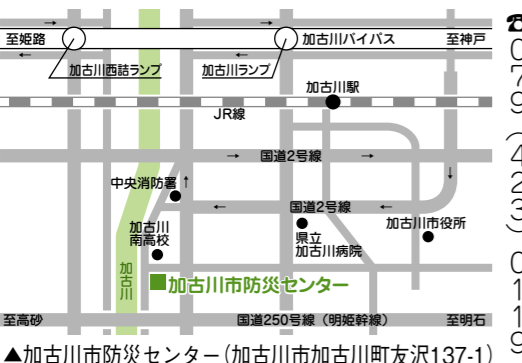 至姫路
加古川バイパス
至神戸
加古川西詰ランプ
加古川ランプ
加古川駅
JR線
国道2号線
中央消防署
国道2号線
加古川
南高校
県立
加古川病院
加古川市役所
加古川
加古川市防災センター
至高砂
国道250号線（明姫幹線）
至明石
▲加古川市防災センター(加古川市加古川町友沢137-1)
☎079（423）01